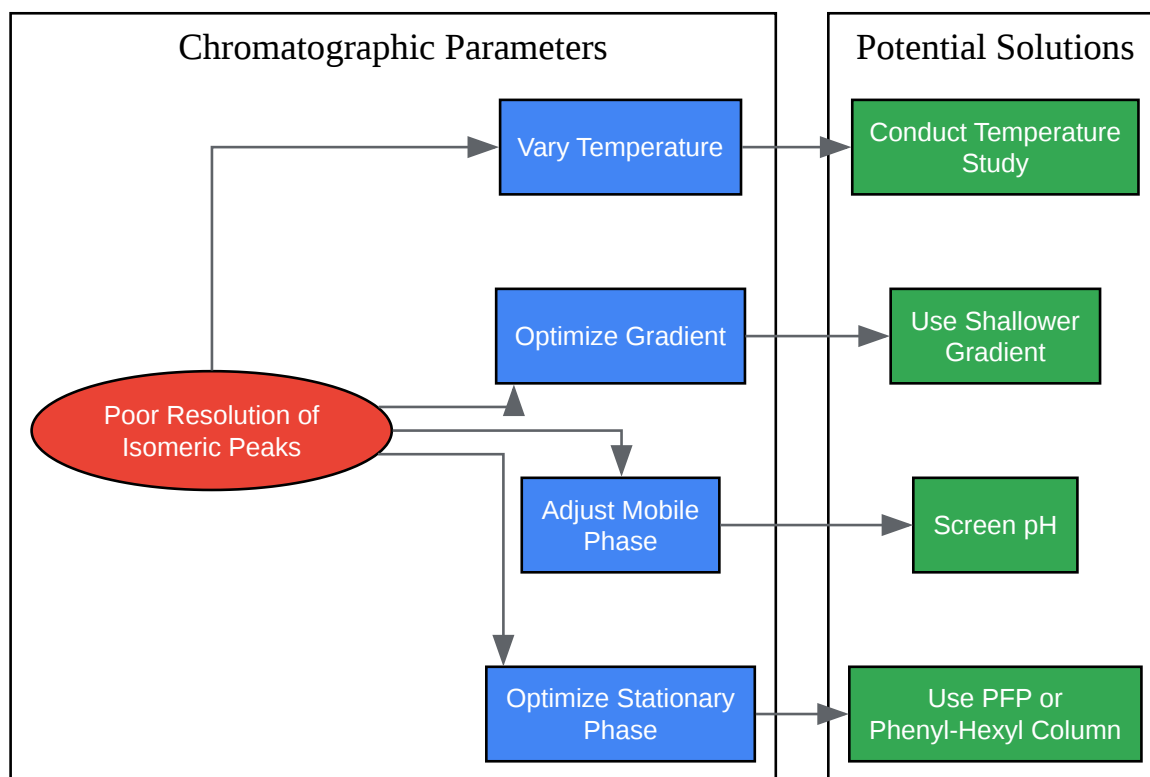 Chromatographic Parameters
Potential Solutions
Vary Temperature
Conduct Temperature
Study
Optimize Gradient
Use Shallower
Gradient
Poor Resolution of
Isomeric Peaks
Adjust Mobile
Phase
Screen pH
Optimize Stationary
Phase
Use PFP or
Phenyl-Hexyl Column